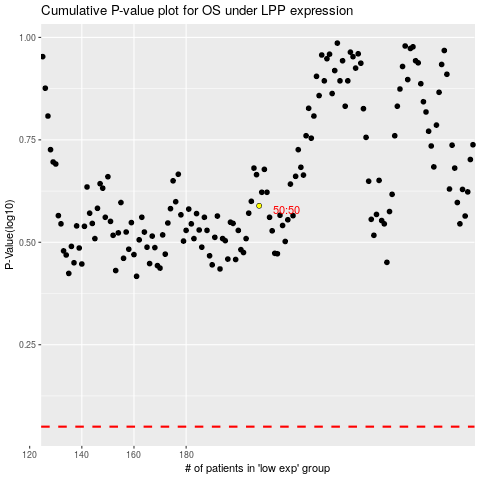 Cumulative P-value plot for OS under LPP expression
P-Value(log10)
1.00
0.75
0.50
0.25
50:50
120 140 160 180
# of patients in 'low exp' group